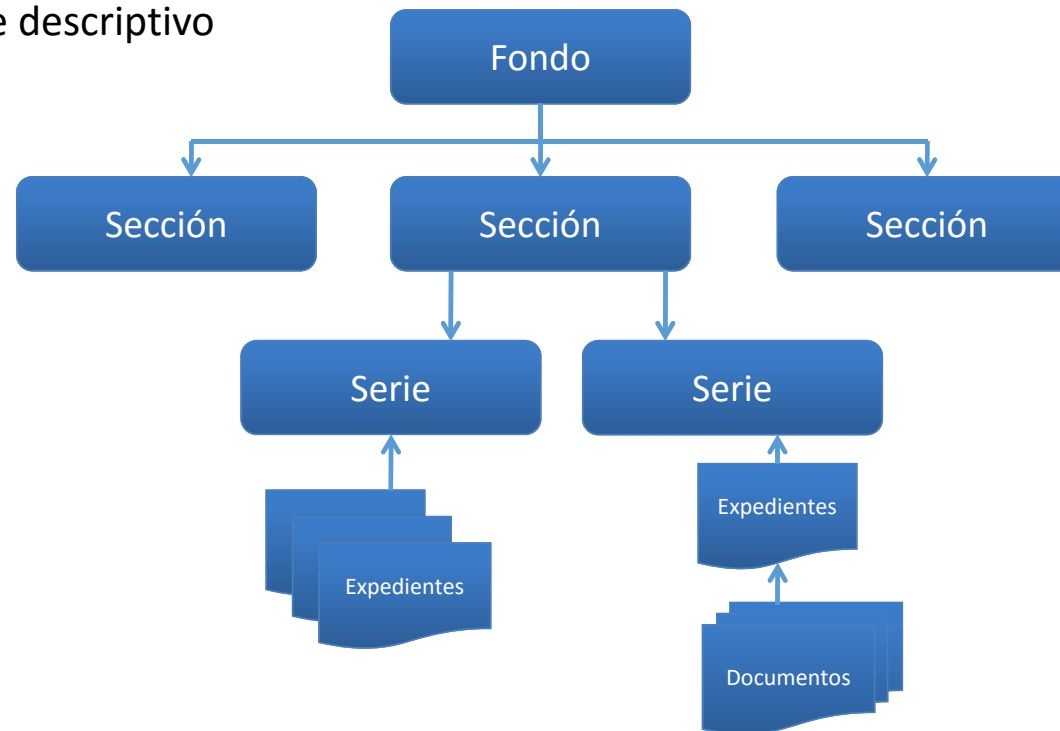 e descriptivo
Fondo
Sección
Sección
Sección
Serie
Serie
Expedientes
Expedientes
Documentos